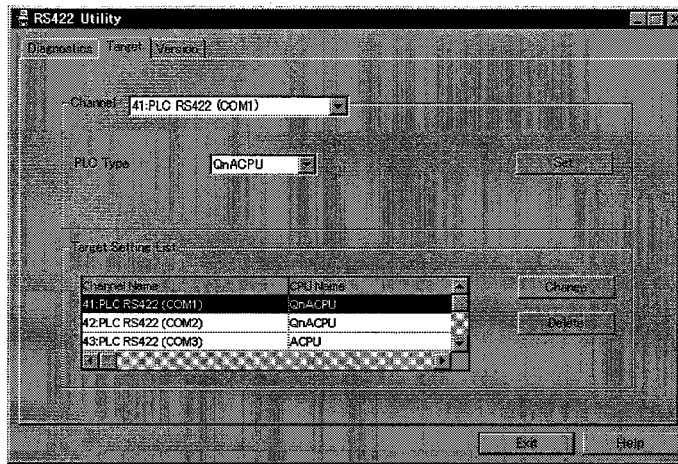 RS422 Utility
Diagnostics Target Version
Channel 41:PLC RS422 (COM1)
PLC Type QnACPU Set
Target Setting List
Channel Name CPU Name
41:PLC RS422 (COM1) QnACPU
42:PLC RS422 (COM2) QnACPU
43:PLC RS422 (COM3) ACPU
Change
Delete
Exit Help